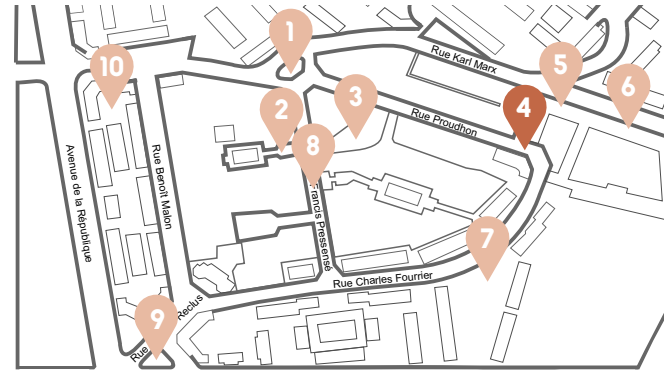 1
Rue Karl Marx
5
10
6
2
3
4
Rue Proudhon
8
Avenue de la République
Rue Benoît Malon
Francis Pressensé
7
Rue Charles Fourrier
9
Rue
Reclus